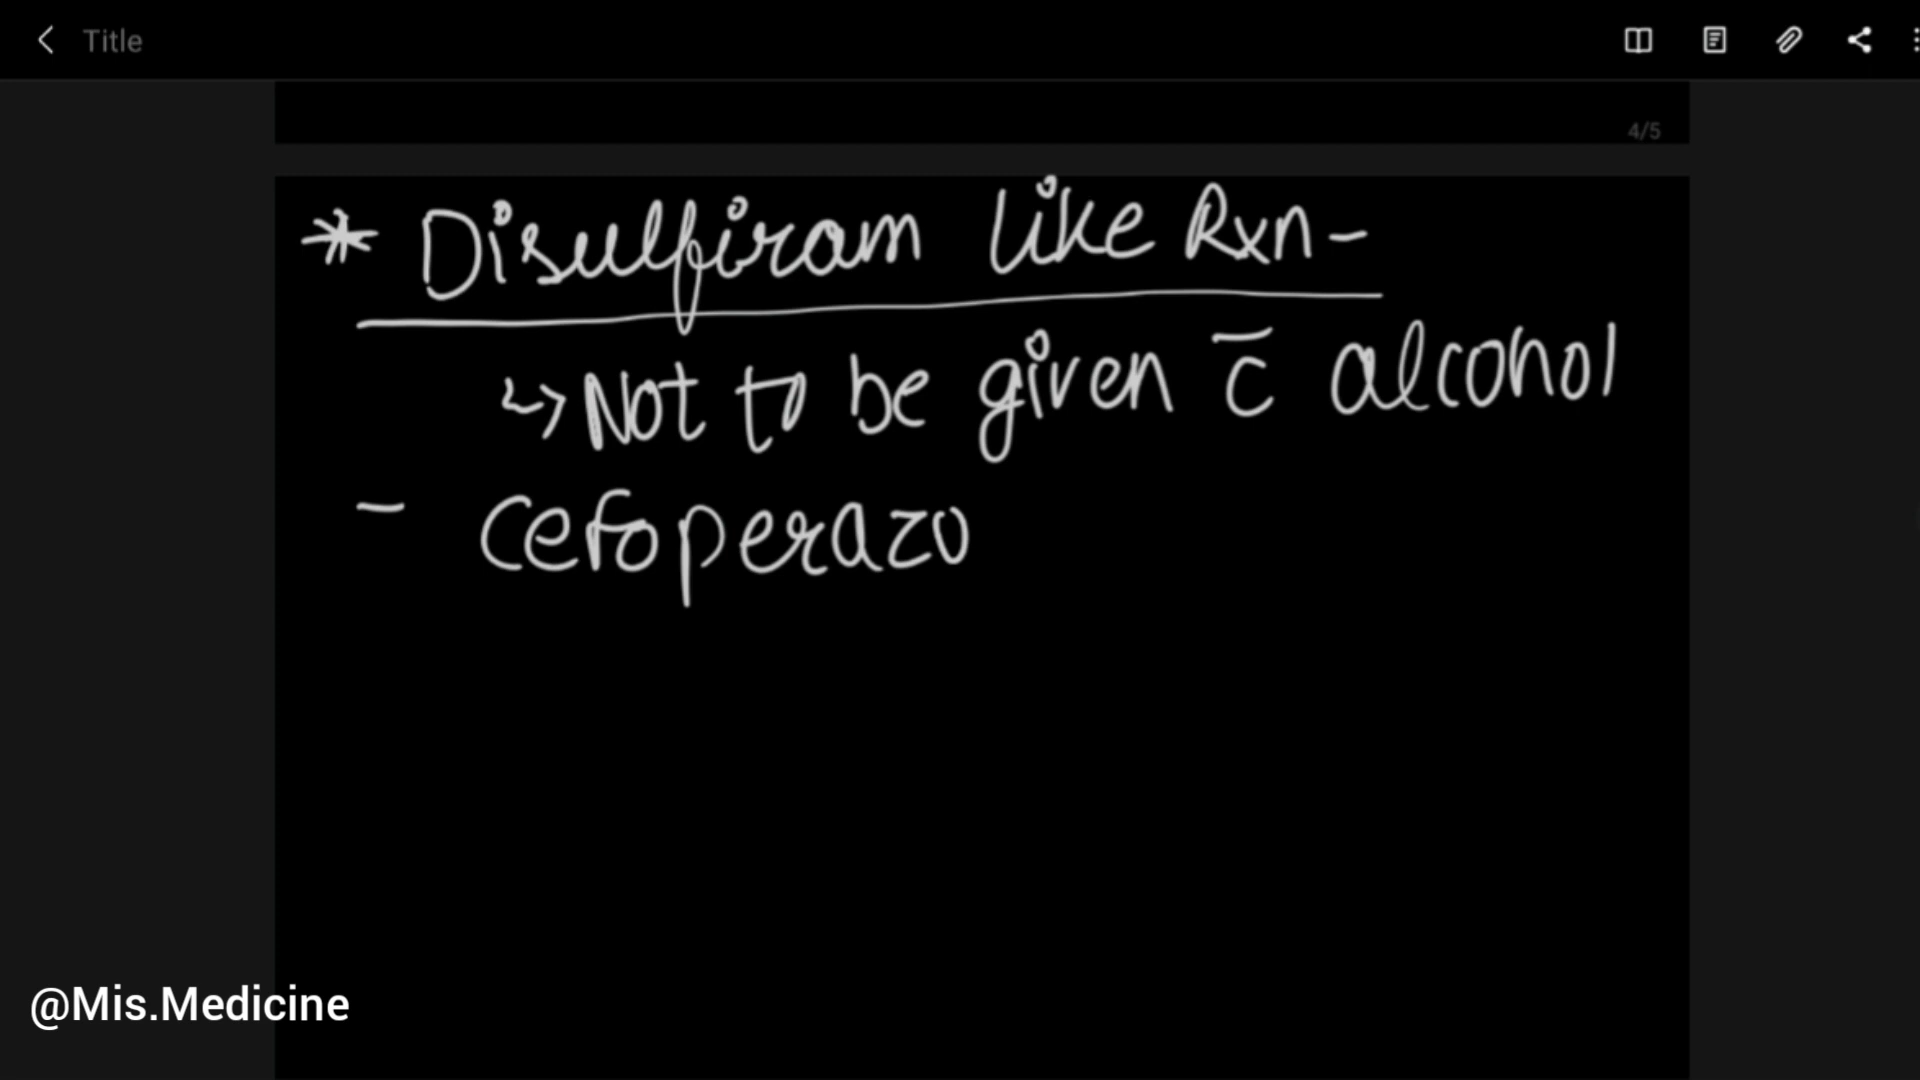 Title
4/5
* Disulfiram like Rxn-
↳ Not to be given c̄ alcohol
- Cefoperazo
@Mis.Medicine